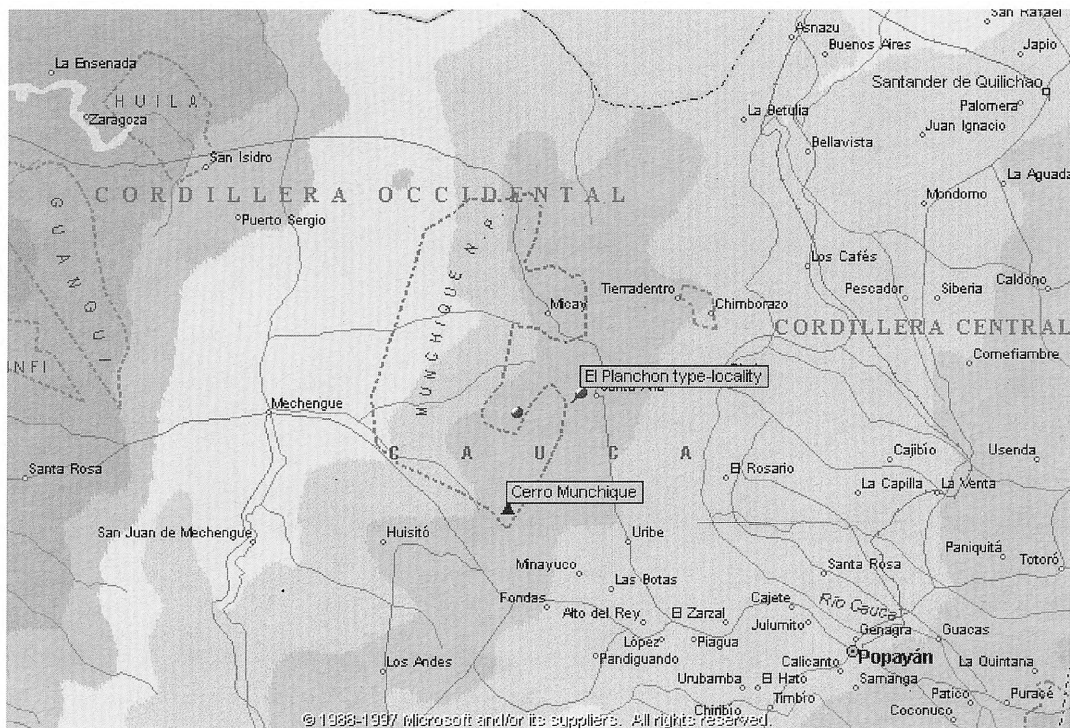 San Rafael
Asnazu
Buenos Aires
Japio
La Ensenada
Santander de Quilichao
HUILA
Palomera
Zaragoza
La Betulia
Juan Ignacio
Bellavista
San Isidro
La Aguada
CORDILLERA OCCIDENTAL
Mondomo
GUANGUI
Puerto Sergio
MUNCHIQUE N.P.
Los Cafés
Tierradentro
Pescador
Siberia
Caldono
Micay
Chimborazo
CORDILLERA CENTRAL
INFI
Comefiambre
El Planchon type-locality
Mechengue
CAUCA
Cajibío
Usenda
Santa Rosa
El Rosario
La Capilla
La Venta
Cerro Munchique
San Juan de Mechengue
Huisitó
Uribe
Paniquitá
Totoró
Minayuco
Las Botas
Santa Rosa
Fondas
Alto del Rey
El Zarzal
Cajete
Río Cauca
Julumito
Genagra
Guacas
López
Piagua
Pandiguando
Popayán
Los Andes
Calicanto
La Quintana
Urubamba
El Hato
Samanga
Timbío
Patico
Puracé
Chiribío
Coconuco
© 1988-1997 Microsoft and/or its suppliers. All rights reserved.